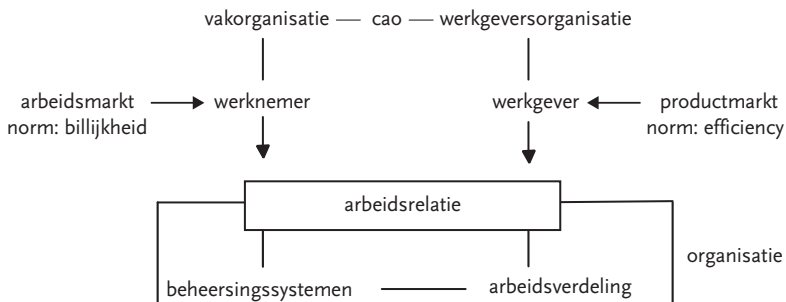 vakorganisatie — cao — werkgeversorganisatie
arbeidsmarkt
norm: billijkheid
werknemer
werkgever
productmarkt
norm: efficiency
arbeidsrelatie
organisatie
beheersingssystemen
arbeidsverdeling